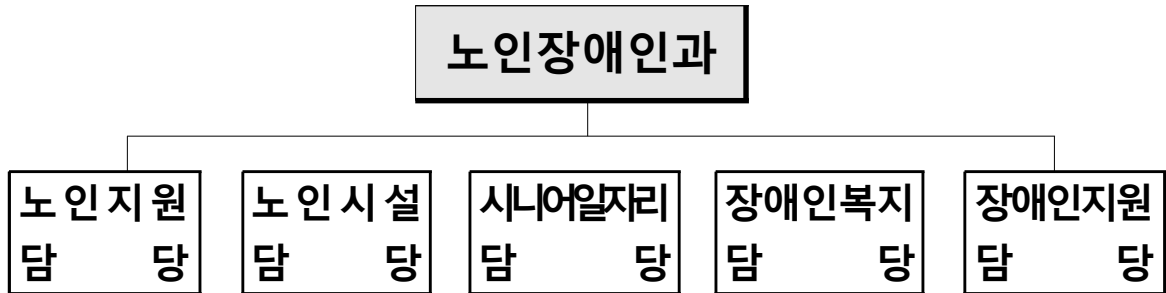 노인장애인과
노인지원
담 당
노인시설
담 당
시니어일자리
담 당
장애인복지
담 당
장애인지원
담 당